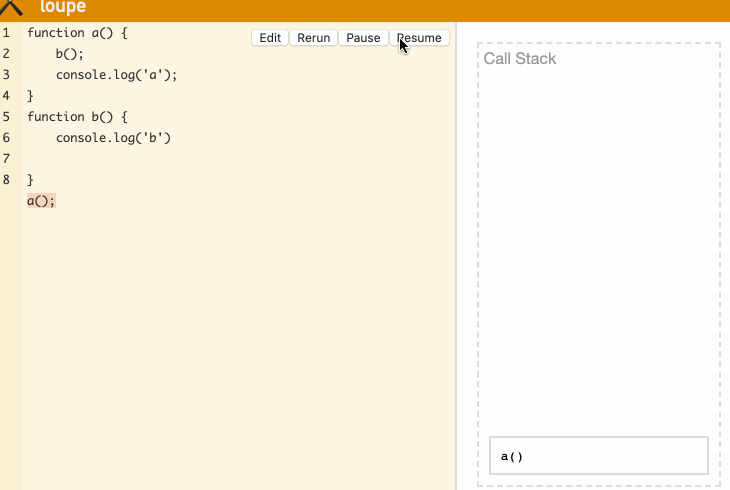 loupe
Edit Rerun Pause Resume
1 function a() {
2     b();
3     console.log('a');
4 }
5 function b() {
6     console.log('b')
7
8 }
a();
Call Stack
a()